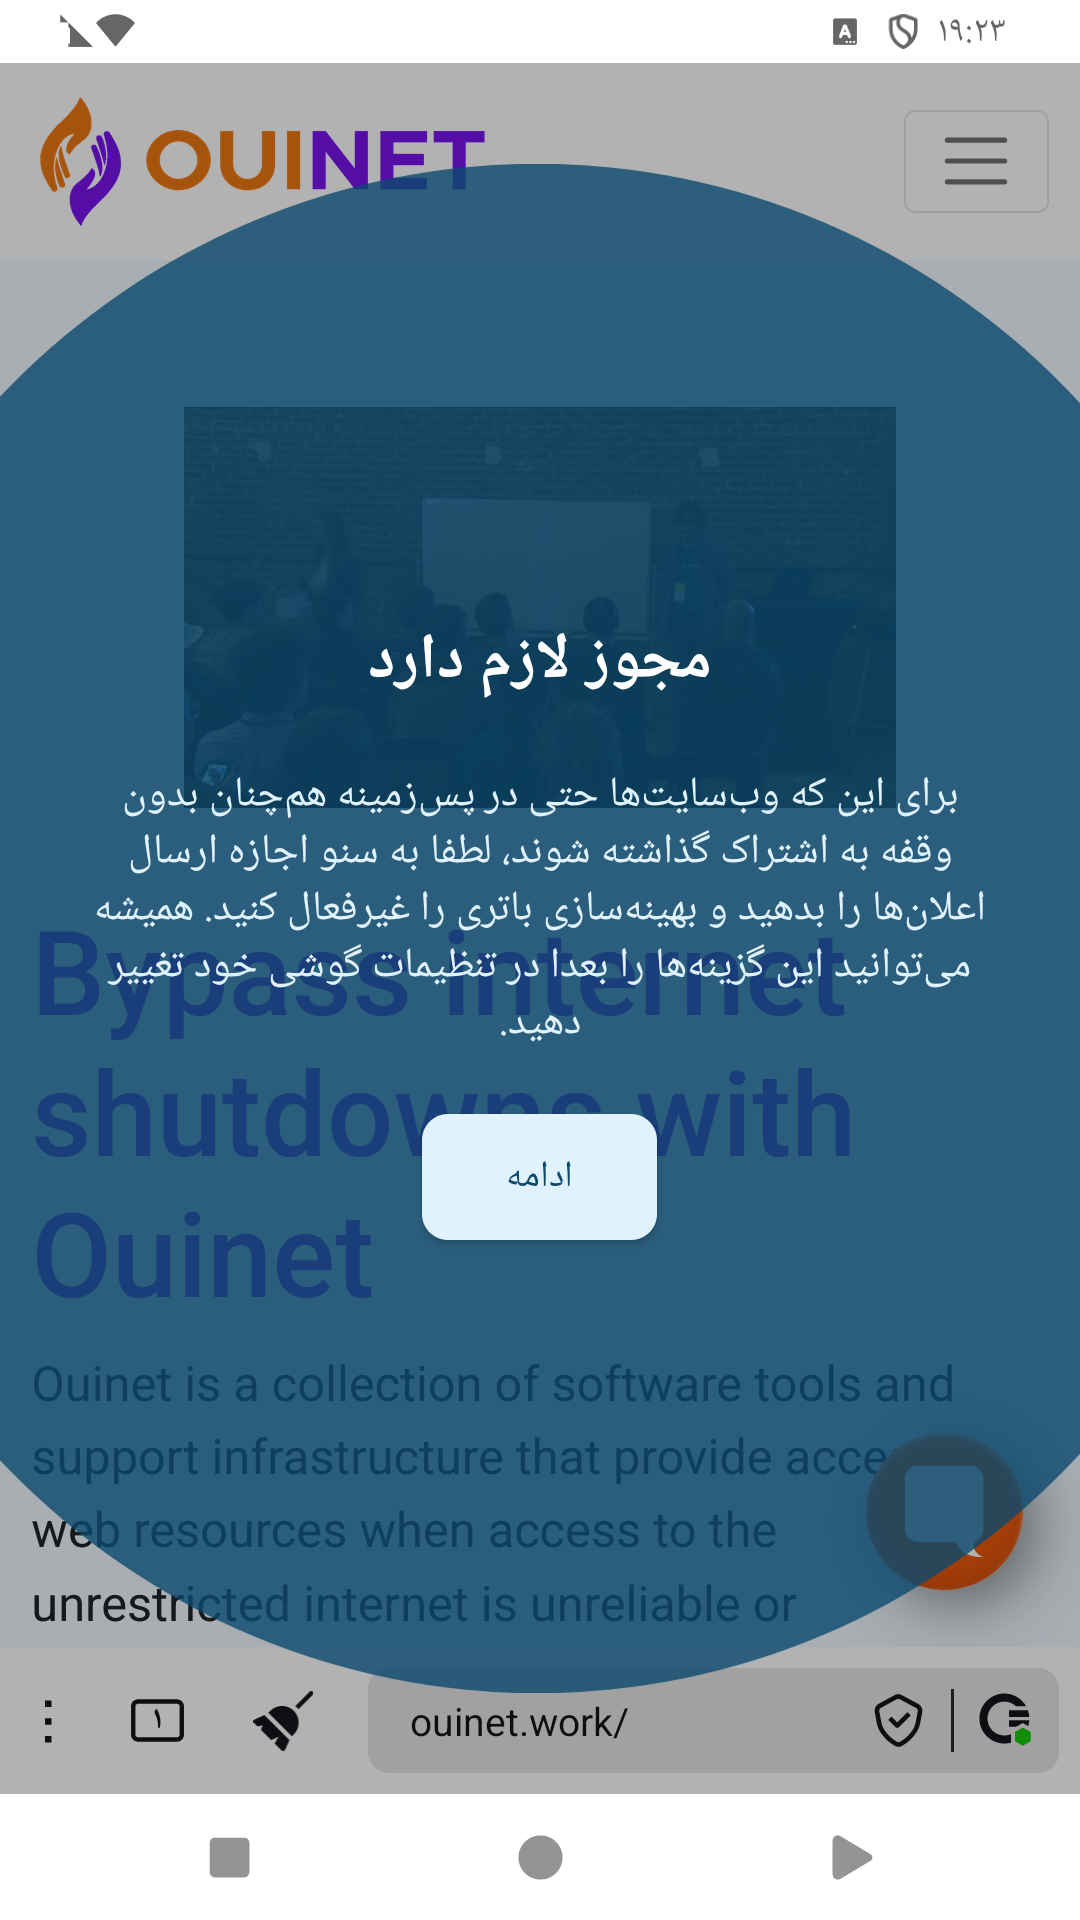 ۱۹:۲۳
OUINET
مجوز لازم دارد
برای این که وب‌سایت‌ها حتی در پس‌زمینه هم‌چنان بدون
وقفه به اشتراک گذاشته شوند، لطفا به سنو اجازه ارسال
اعلان‌ها را بدهید و بهینه‌سازی باتری را غیرفعال کنید. همیشه
می‌توانید این گزینه‌ها را بعدا در تنظیمات گوشی خود تغییر
دهید.
Bypass internet
shutdowns with
Ouinet
ادامه
Ouinet is a collection of software tools and
support infrastructure that provide
web resources when access to the
unrestricted internet is unreliable or
۱
ouinet.work/